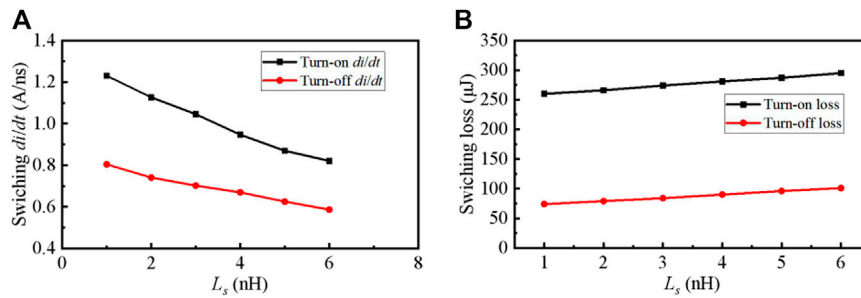 A
Swiching di/dt (A/ns)
1.4
1.2
1.0
0.8
0.6
0.4
Turn-on di/dt
Turn-off di/dt
0 2 4 6 8
Ls (nH)
B
Swiching loss (μJ)
350
300
250
200
150
100
50
0
Turn-on loss
Turn-off loss
1 2 3 4 5 6
Ls (nH)